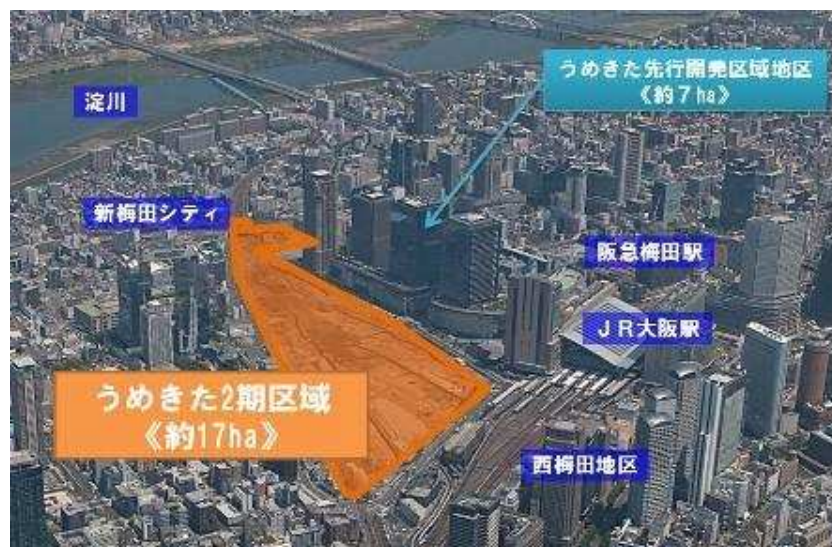 うめきた先行開発区域地区
《約7ha》
淀川
新梅田シティ
阪急梅田駅
JR大阪駅
うめきた2期区域
《約17ha》
西梅田地区